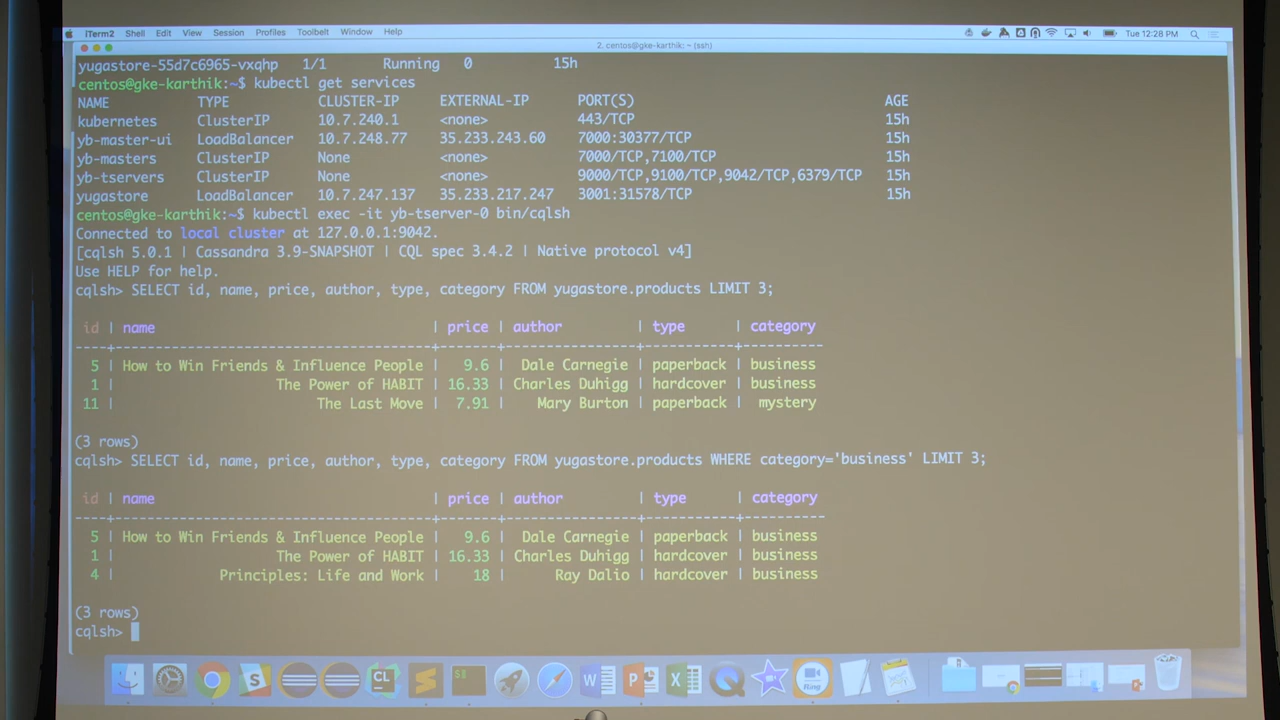 iTerm2 Shell Edit View Session Profiles Toolbelt Window Help Tue 12:28 PM
2. centos@gke-karthik: ~ (ssh)
yugastore-55d7c6965-vxqhp 1/1 Running 0 15h
centos@gke-karthik:~$ kubectl get services
NAME TYPE CLUSTER-IP EXTERNAL-IP PORT(S) AGE
kubernetes ClusterIP 10.7.240.1 <none> 443/TCP 15h
yb-master-ui LoadBalancer 10.7.248.77 35.233.243.60 7000:30377/TCP 15h
yb-masters ClusterIP None <none> 7000/TCP,7100/TCP 15h
yb-tservers ClusterIP None <none> 9000/TCP,9100/TCP,9042/TCP,6379/TCP 15h
yugastore LoadBalancer 10.7.247.137 35.233.217.247 3001:31578/TCP 15h
centos@gke-karthik:~$ kubectl exec -it yb-tserver-0 bin/cqlsh
Connected to local cluster at 127.0.0.1:9042.
[cqlsh 5.0.1 | Cassandra 3.9-SNAPSHOT | CQL spec 3.4.2 | Native protocol v4]
Use HELP for help.
cqlsh> SELECT id, name, price, author, type, category FROM yugastore.products LIMIT 3;
id | name | price | author | type | category
----+------------------------------------+-------+----------------+-----------+----------
5 | How to Win Friends & Influence People | 9.6 | Dale Carnegie | paperback | business
1 | The Power of HABIT | 16.33 | Charles Duhigg | hardcover | business
11 | The Last Move | 7.91 | Mary Burton | paperback | mystery
(3 rows)
cqlsh> SELECT id, name, price, author, type, category FROM yugastore.products WHERE category='business' LIMIT 3;
id | name | price | author | type | category
----+------------------------------------+-------+----------------+-----------+----------
5 | How to Win Friends & Influence People | 9.6 | Dale Carnegie | paperback | business
1 | The Power of HABIT | 16.33 | Charles Duhigg | hardcover | business
4 | Principles: Life and Work | 18 | Ray Dalio | hardcover | business
(3 rows)
cqlsh>
CL
Ring